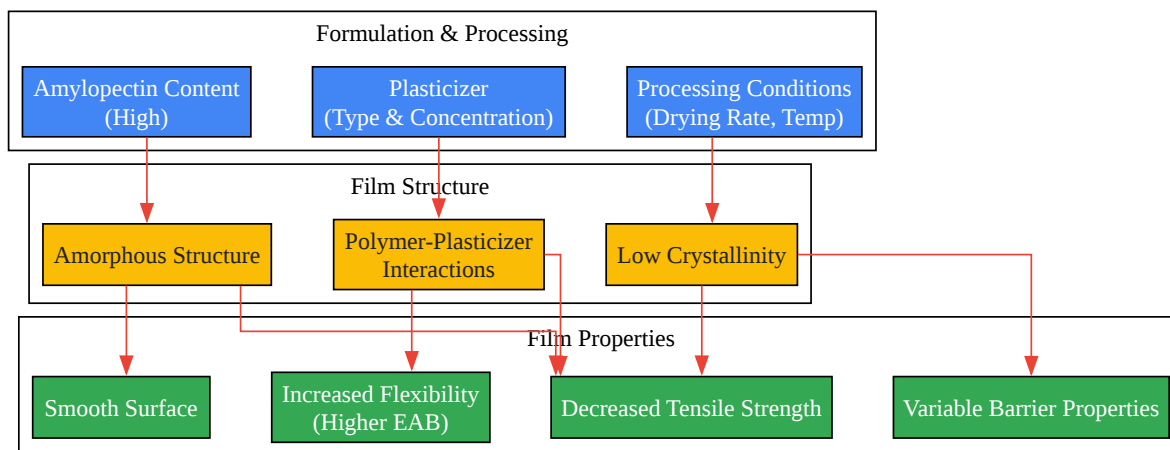 Formulation & Processing
Amylopectin Content
(High)
Plasticizer
(Type & Concentration)
Processing Conditions
(Drying Rate, Temp)
Film Structure
Amorphous Structure
Polymer-Plasticizer
Interactions
Low Crystallinity
Film Properties
Smooth Surface
Increased Flexibility
(Higher EAB)
Decreased Tensile Strength
Variable Barrier Properties